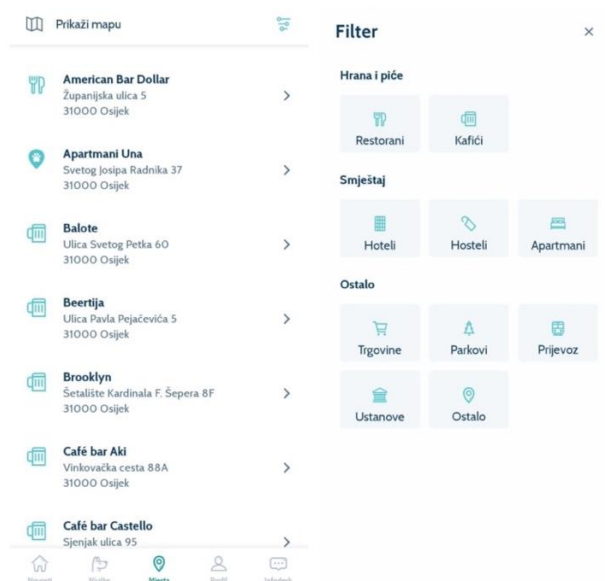 Prikaži mapu
American Bar Dollar
Županijska ulica 5
31000 Osijek
Apartmani Una
Svetog Josipa Radnika 37
31000 Osijek
Balote
Ulica Svetog Petka 60
31000 Osijek
Beertija
Ulica Pavla Pejačevića 5
31000 Osijek
Brooklyn
Šetalište Kardinala F. Šepera 8F
31000 Osijek
Café bar Aki
Vinkovačka cesta 88A
31000 Osijek
Café bar Castello
Sjenjak ulica 95
Filter
Hrana i piće
Restorani
Kafići
Smještaj
Hoteli
Hosteli
Apartmani
Ostalo
Trgovine
Parkovi
Prijevoz
Ustanove
Ostalo